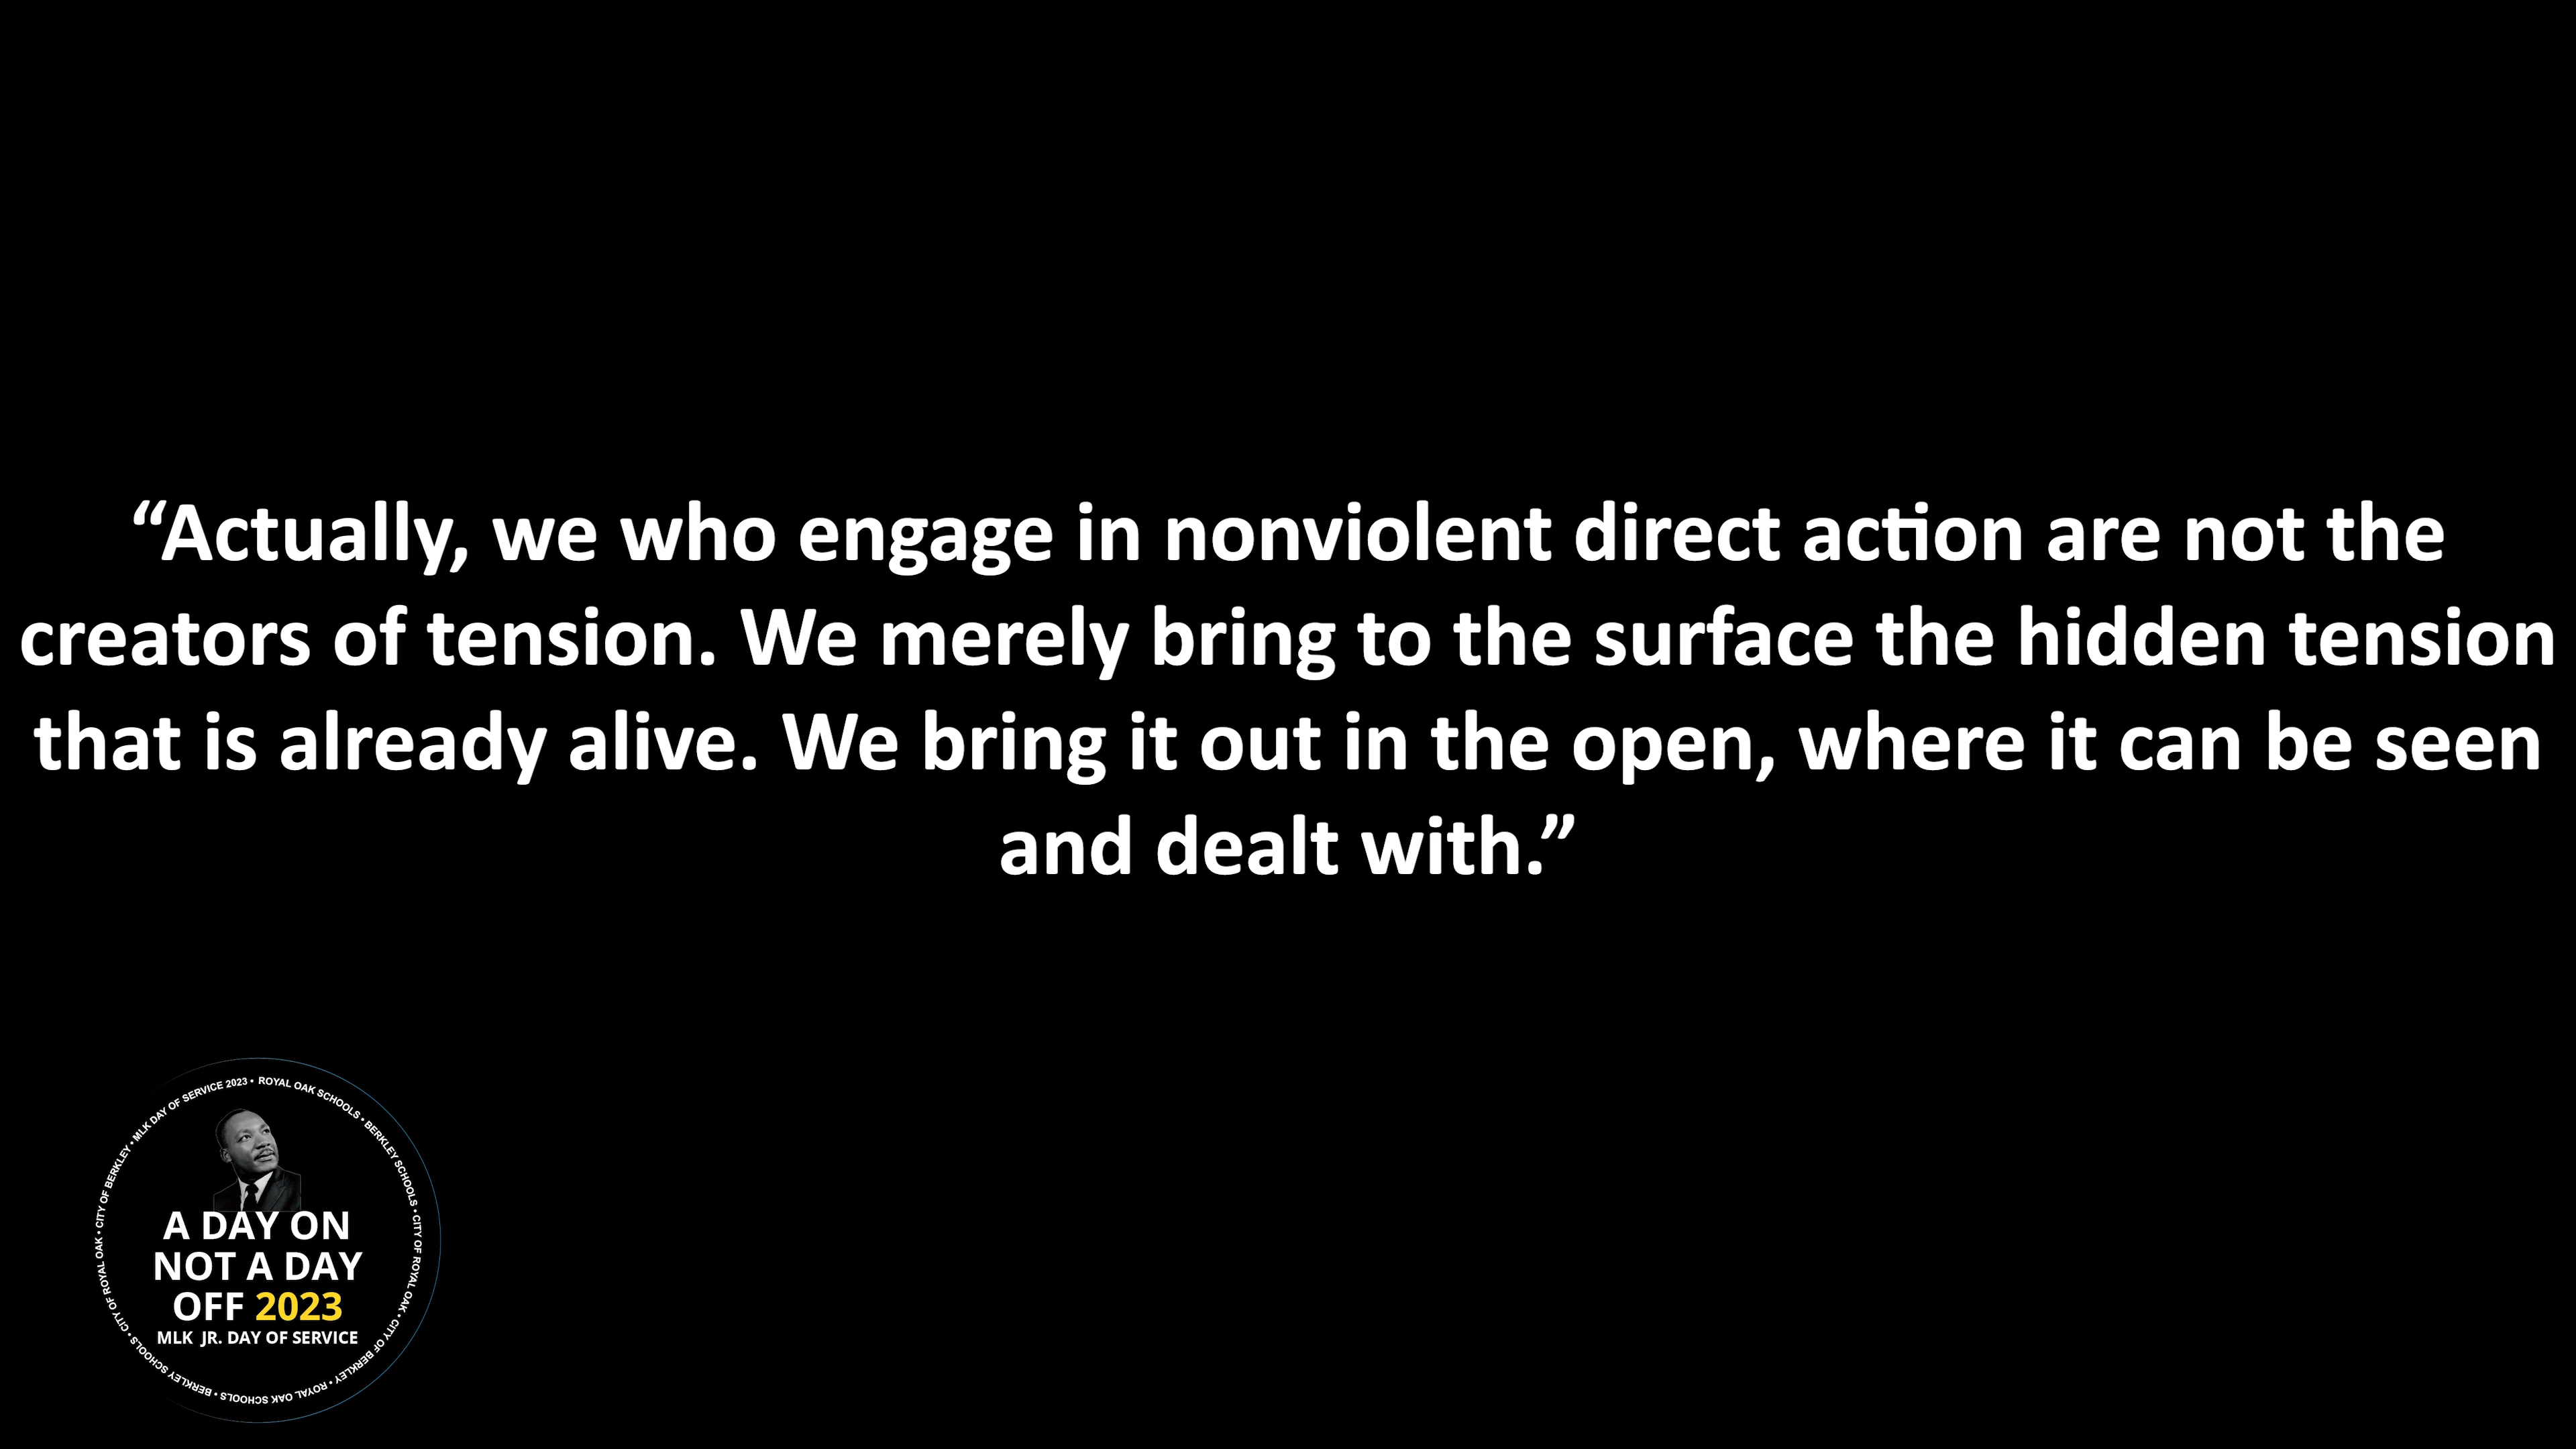 “Actually, we who engage in nonviolent direct action are not the
creators of tension. We merely bring to the surface the hidden tension
that is already alive. We bring it out in the open, where it can be seen
and dealt with.”
MLK DAY OF SERVICE 2023 • ROYAL OAK SCHOOLS • BERKLEY SCHOOLS • CITY OF ROYAL OAK • CITY OF BERKLEY • ROYAL OAK SCHOOLS • BERKLEY SCHOOLS • CITY OF ROYAL OAK • CITY OF BERKLEY •
A DAY ON
NOT A DAY
OFF 2023
MLK JR. DAY OF SERVICE